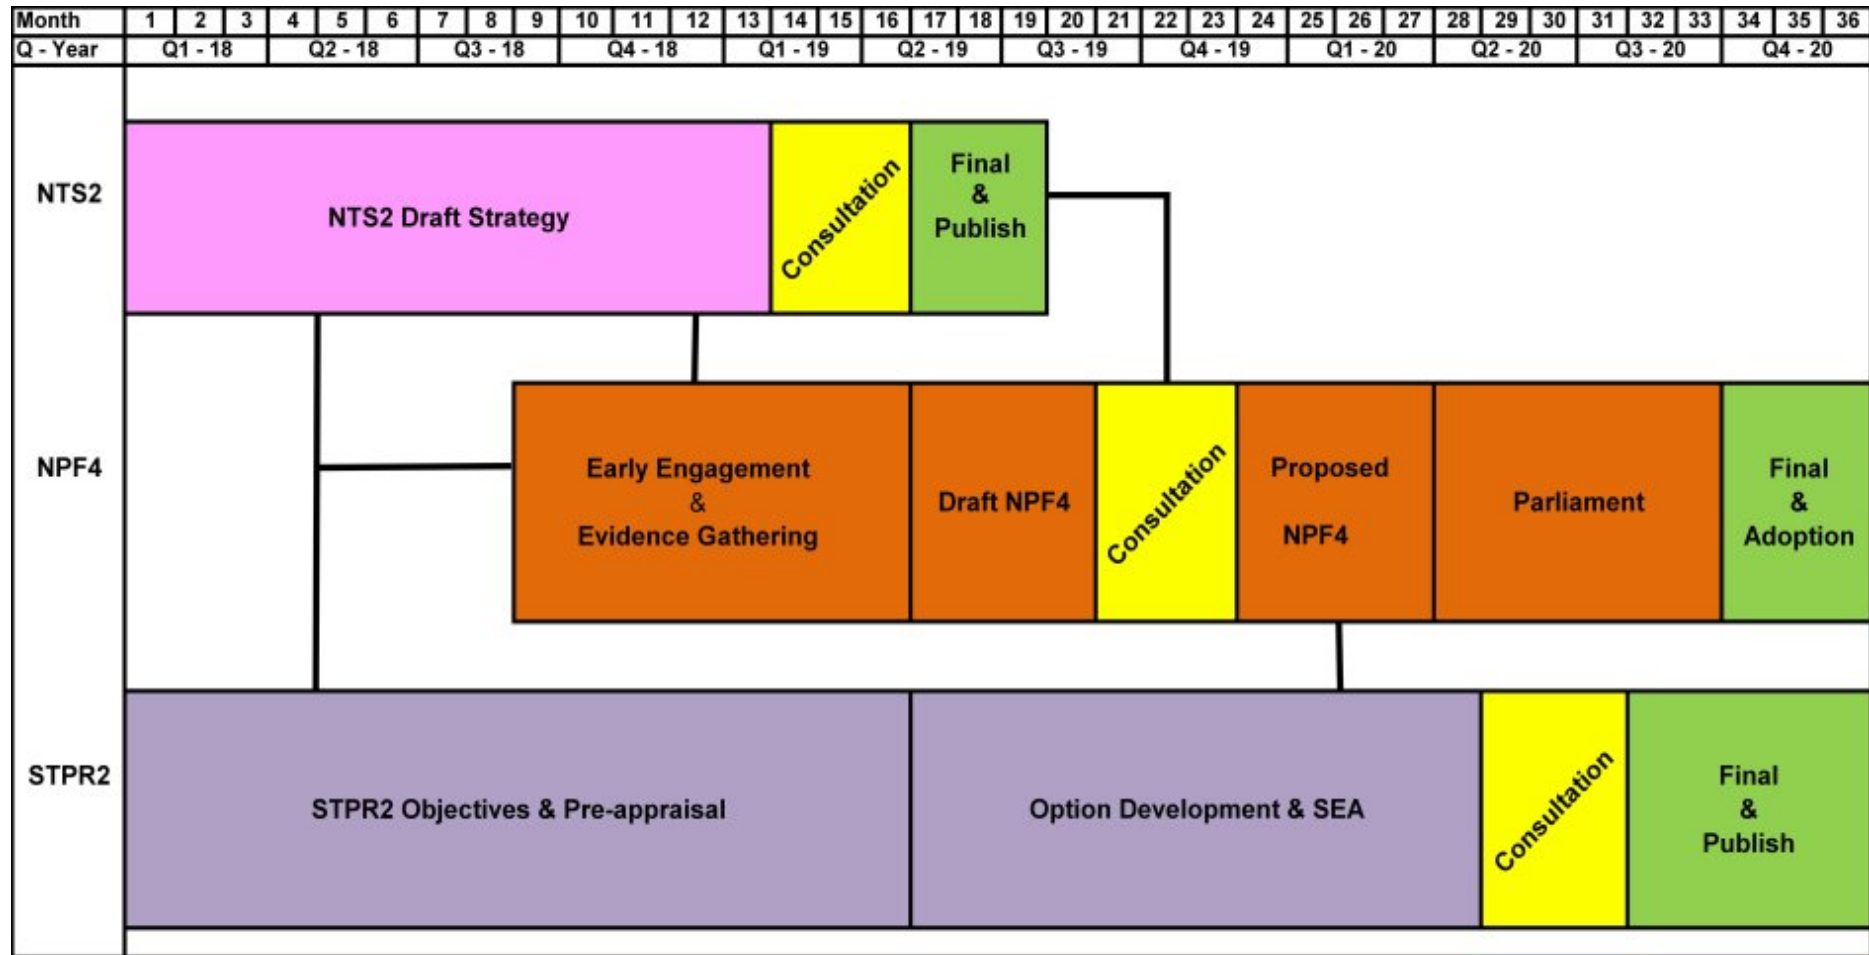 Month 1 2 3 4 5 6 7 8 9 10 11 12 13 14 15 16 17 18 19 20 21 22 23 24 25 26 27 28 29 30 31 32 33 34 35 36
Q - Year Q1 - 18 Q2 - 18 Q3 - 18 Q4 - 18 Q1 - 19 Q2 - 19 Q3 - 19 Q4 - 19 Q1 - 20 Q2 - 20 Q3 - 20 Q4 - 20
NTS2
NTS2 Draft Strategy
Consultation
Final
&
Publish
NPF4
Early Engagement
&
Evidence Gathering
Draft NPF4
Consultation
Proposed
NPF4
Parliament
Final
&
Adoption
STPR2
STPR2 Objectives & Pre-appraisal
Option Development & SEA
Consultation
Final
&
Publish